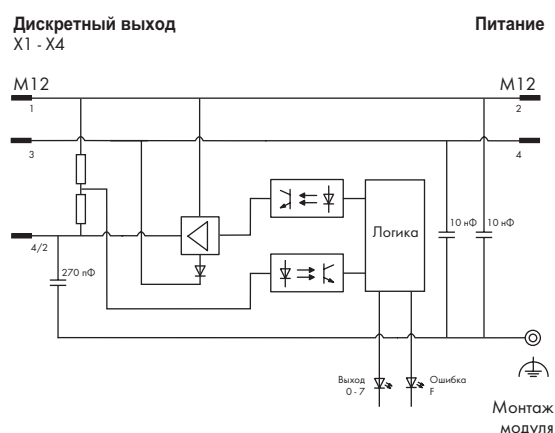 Дискретный выход
Питание
X1 - X4
M12
M12
1
2
3
4
10 нФ
10 нФ
Логика
4/2
270 пФ
Выход
0 - 7
Ошибка
F
Монтаж
модуля